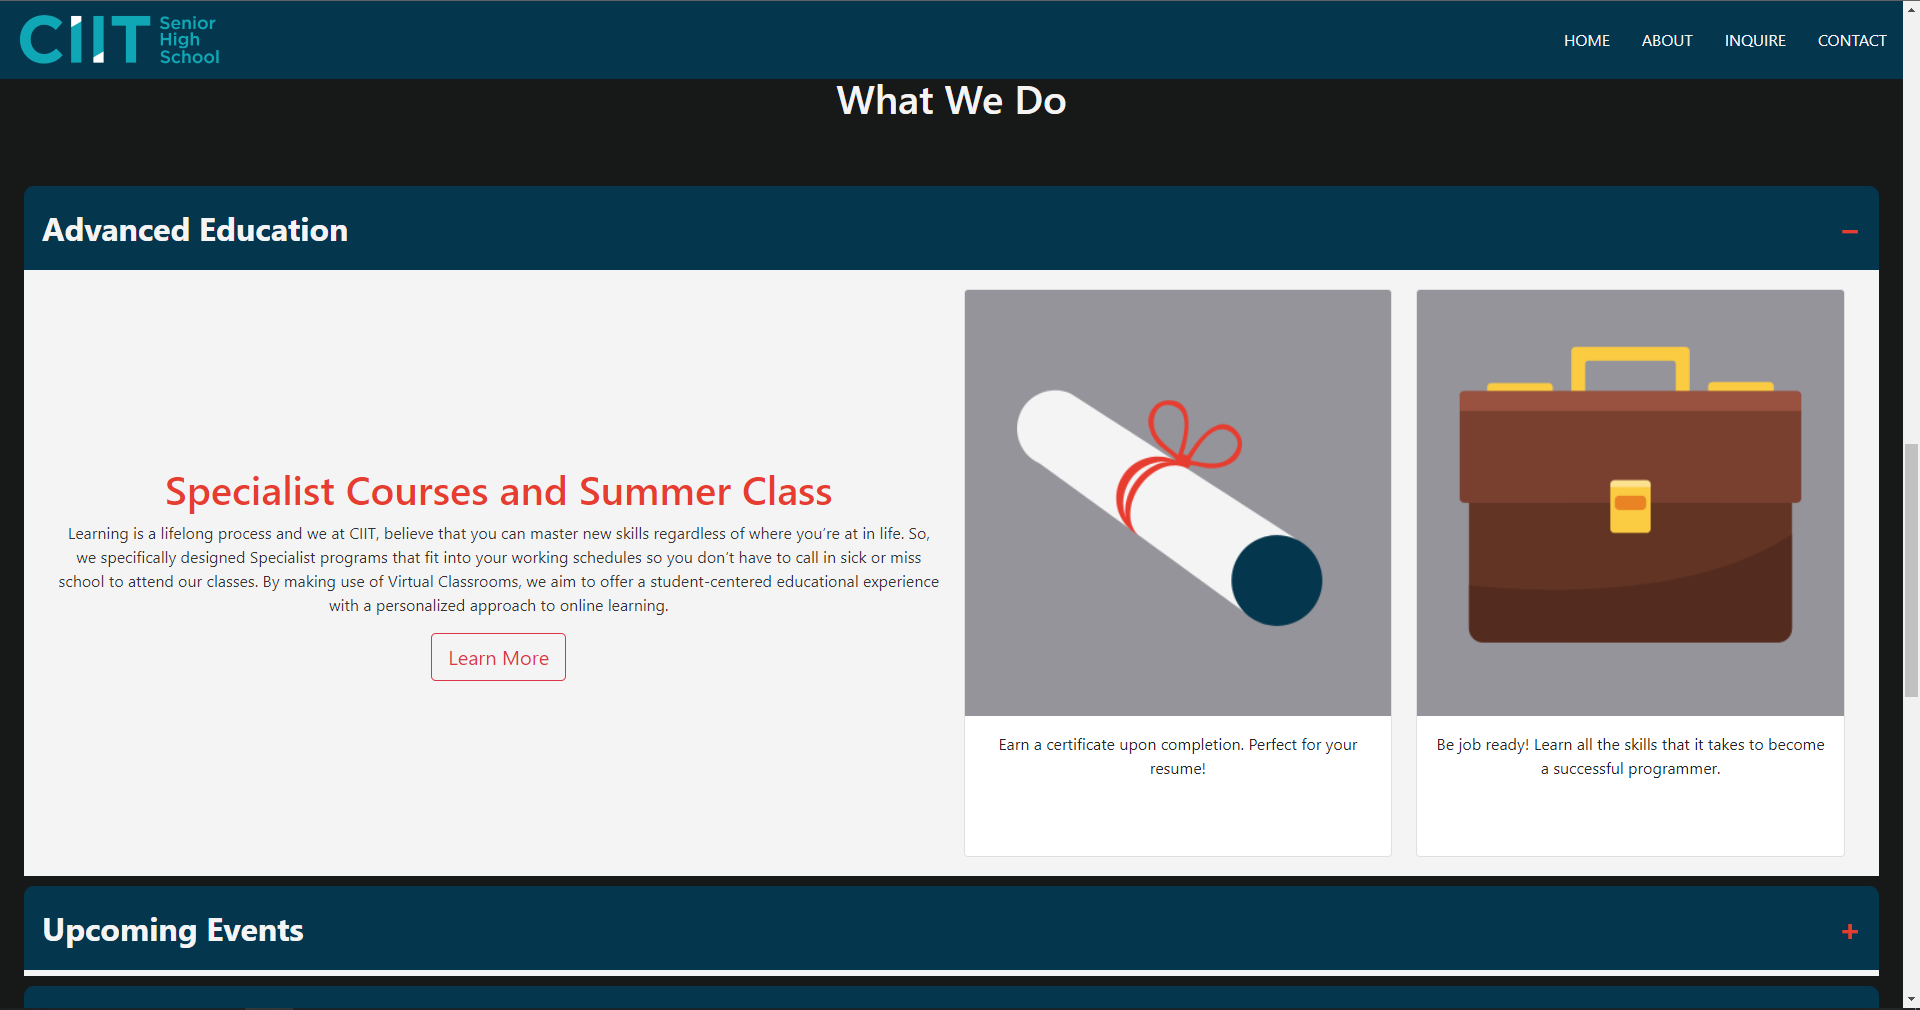 CIIT Senior
High
School
HOME ABOUT INQUIRE CONTACT
What We Do
Advanced Education
Specialist Courses and Summer Class
Learning is a lifelong process and we at CIIT, believe that you can master new skills regardless of where you’re at in life. So,
we specifically designed Specialist programs that fit into your working schedules so you don’t have to call in sick or miss
school to attend our classes. By making use of Virtual Classrooms, we aim to offer a student-centered educational experience
with a personalized approach to online learning.
Learn More
Earn a certificate upon completion. Perfect for your
resume!
Be job ready! Learn all the skills that it takes to become
a successful programmer.
Upcoming Events